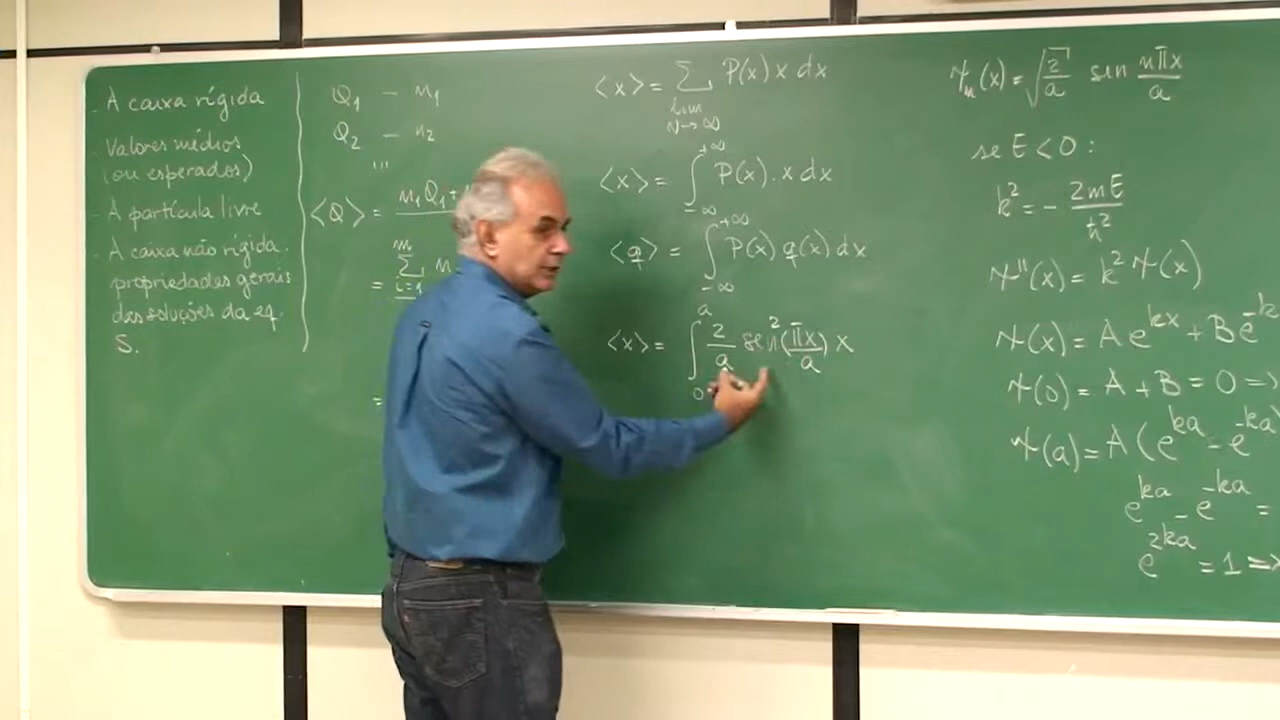 - A caixa rígida
- Valores médios
(ou esperados)
- A partícula livre
- A caixa não rígida.
propriedades gerais
das soluções da eq.
S.
Q₁ — n₁
Q₂ — n₂
...
⟨Q⟩ = n₁Q₁ +
= Σ n
m
i=1
=
⟨x⟩ = Σ P(x) x dx
lim
N→∞
⟨x⟩ = ∫_{-∞}^{+∞} P(x) . x dx
⟨q⟩ = ∫_{-∞}^{+∞} P(x) q(x) dx
⟨x⟩ = ∫_0^a 2/a sen²(πx/a) x
ψₙ(x) = √(2/a) sen nπx/a
se E < 0 :
k² = - 2mE/ħ²
ψ''(x) = k² ψ(x)
ψ(x) = A e^{kx} + B e^{-k
ψ(0) = A + B = 0 =>
ψ(a) = A ( e^{ka} - e^{-ka}
e^{ka} - e^{-ka} =
e^{2ka} = 1 =>